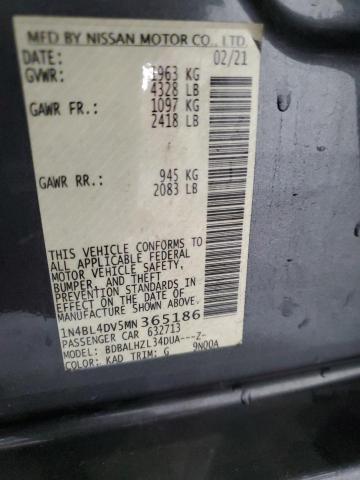 MFD BY NISSAN MOTOR CO., LTD.
DATE: 02/21
GVWR: 1963 KG
4328 LB
GAWR FR.: 1097 KG
2418 LB
GAWR RR.: 945 KG
2083 LB
THIS VEHICLE CONFORMS TO
ALL APPLICABLE FEDERAL
MOTOR VEHICLE SAFETY,
BUMPER, AND THEFT
PREVENTION STANDARDS IN
EFFECT ON THE DATE OF
MANUFACTURE SHOWN ABOVE.
1N4BL4DV5MN365186
PASSENGER CAR 632713
MODEL: BDBALHZL34DUA---Z-
COLOR: KAD TRIM: G 9N00A